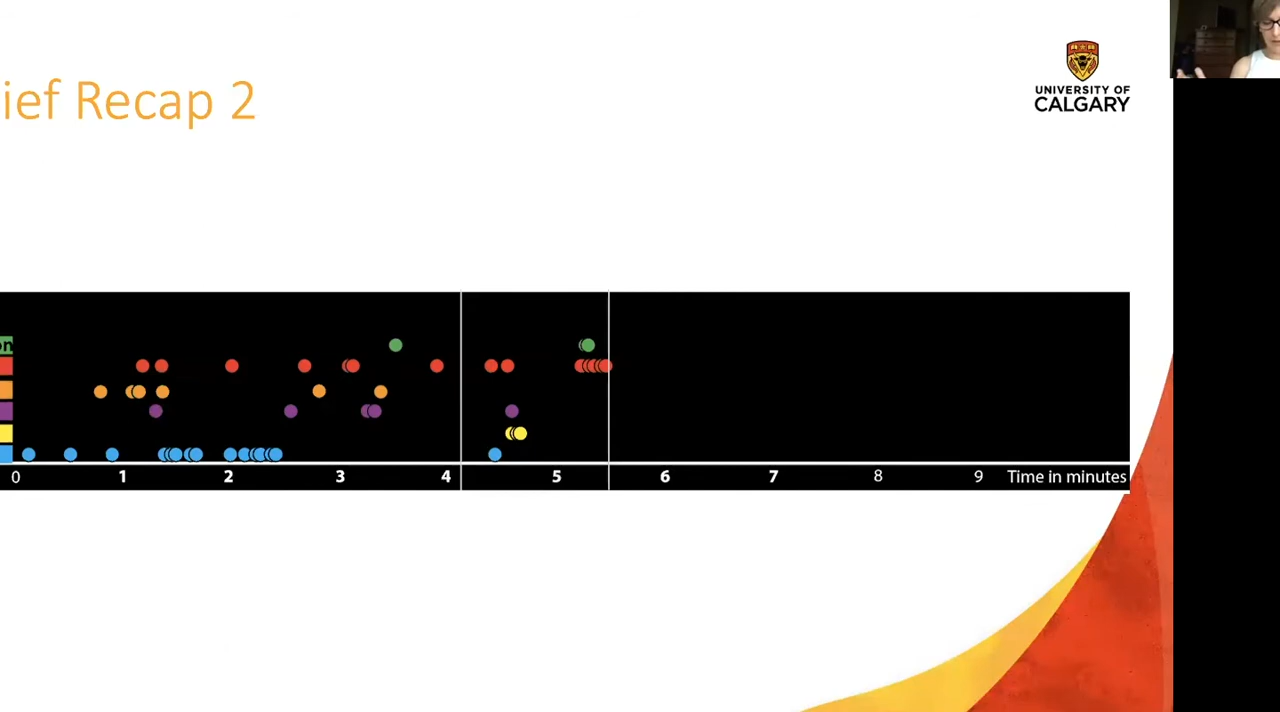 ief Recap 2
UNIVERSITY OF
CALGARY
on
0 1 2 3 4 5 6 7 8 9 Time in minutes